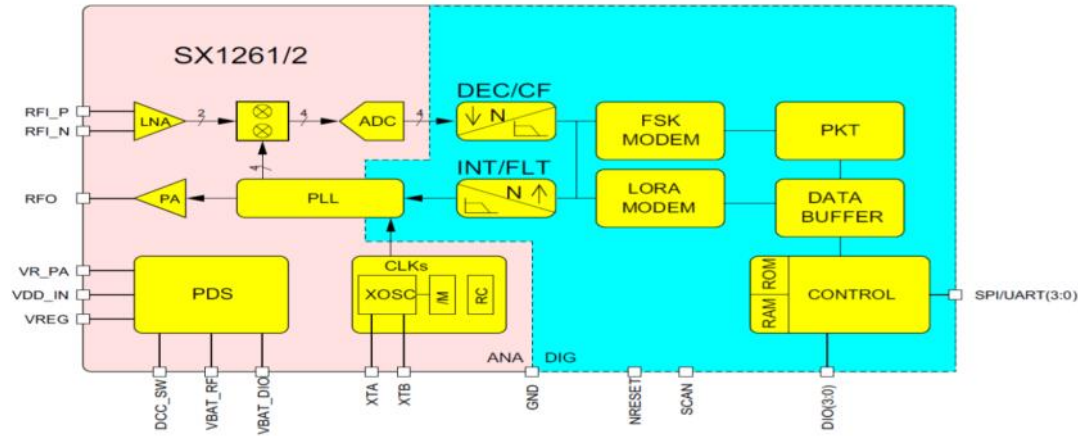 SX1261/2
DEC/CF
RFI_P
RFI_N
LNA
2
4
ADC
4
N
FSK
MODEM
PKT
4
INT/FLT
RFO
PA
PLL
N
LORA
MODEM
DATA
BUFFER
VR_PA
VDD_IN
VREG
PDS
CLKs
XOSC
/M
RC
RAM
ROM
CONTROL
SPI/UART(3:0)
ANA
DIG
DCC_SW
VBAT_RF
VBAT_DIO
XTA
XTB
GND
NRESET
SCAN
DIO(3:0)